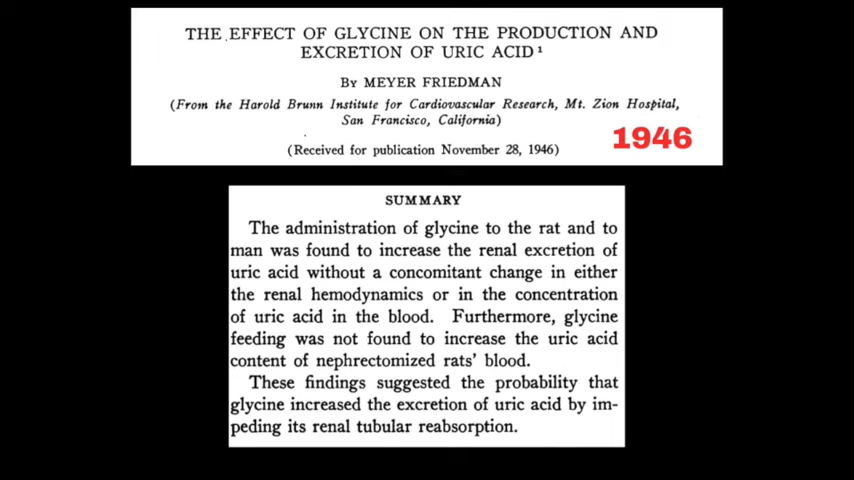 THE EFFECT OF GLYCINE ON THE PRODUCTION AND
EXCRETION OF URIC ACID¹
By MEYER FRIEDMAN
(From the Harold Brunn Institute for Cardiovascular Research, Mt. Zion Hospital,
San Francisco, California)
1946
(Received for publication November 28, 1946)
SUMMARY
The administration of glycine to the rat and to
man was found to increase the renal excretion of
uric acid without a concomitant change in either
the renal hemodynamics or in the concentration
of uric acid in the blood. Furthermore, glycine
feeding was not found to increase the uric acid
content of nephrectomized rats' blood.
These findings suggested the probability that
glycine increased the excretion of uric acid by im-
peding its renal tubular reabsorption.